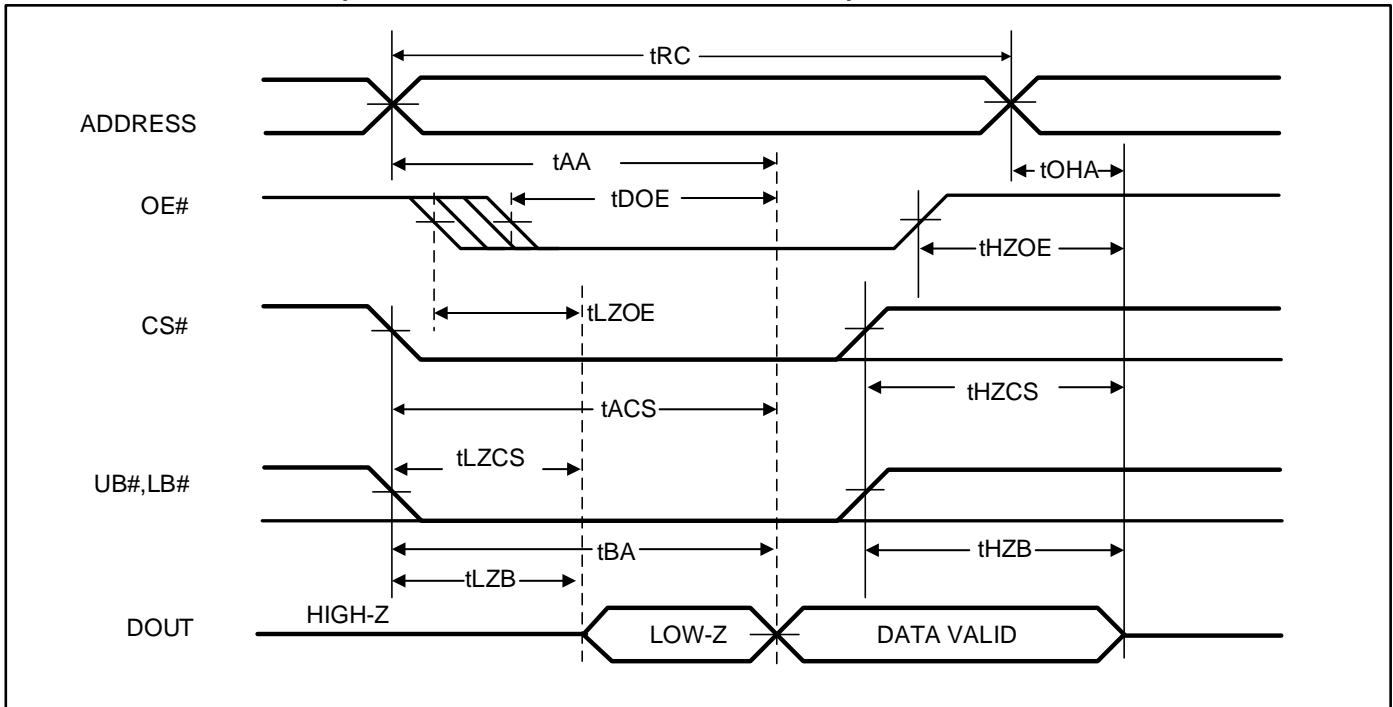 tRC
ADDRESS
tAA
tOHA
OE#
tDOE
tHZOE
tLZOE
CS#
tHZCS
tACS
tLZCS
UB#,LB#
tBA
tHZB
tLZB
HIGH-Z
DOUT
LOW-Z
DATA VALID